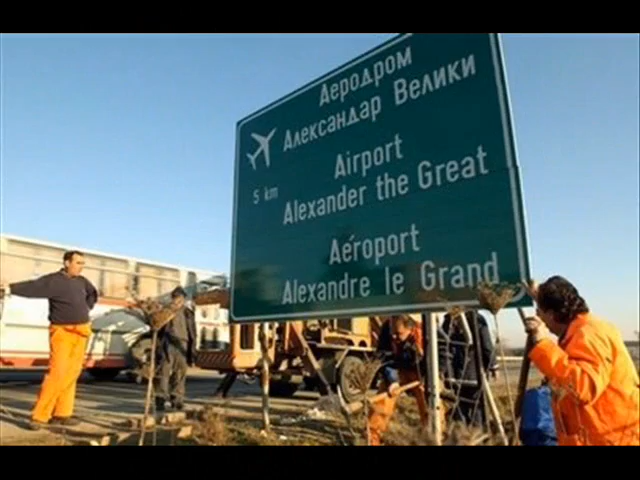 Аеродром
Александар Велики
Airport
5 km
Alexander the Great
Aéroport
Alexandre le Grand